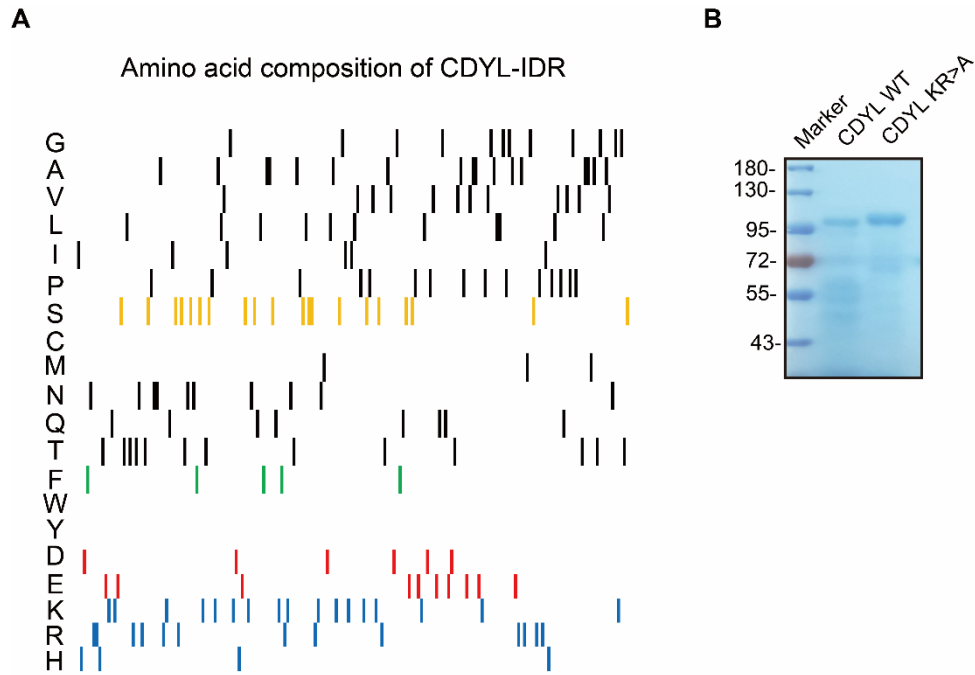 A
Amino acid composition of CDYL-IDR
G
A
V
L
I
P
S
C
M
N
Q
T
F
W
Y
D
E
K
R
H
B
Marker
CDYL WT
CDYL KR>A
180-
130-
95-
72-
55-
43-